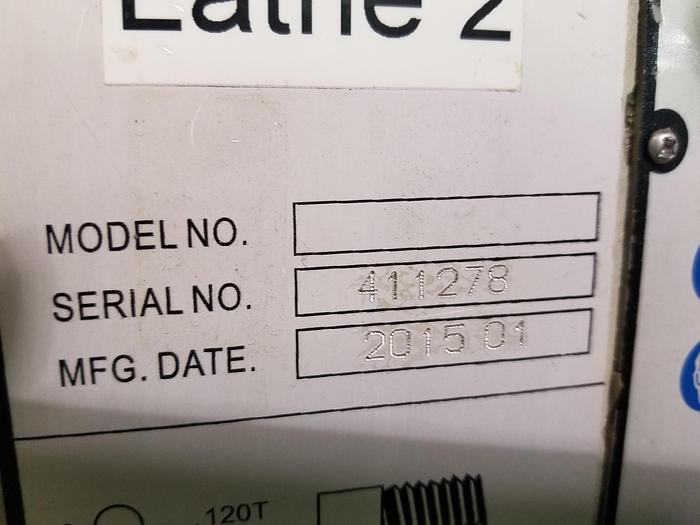 Lathe 2
MODEL NO.
SERIAL NO. 411278
MFG. DATE. 2015 01
120T